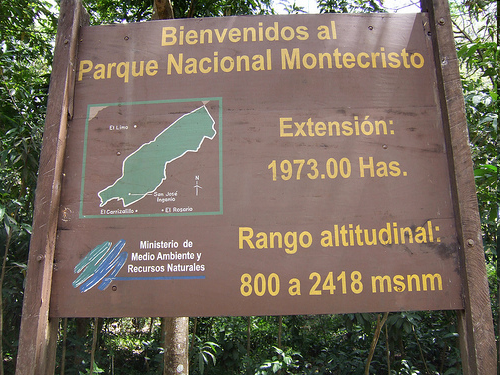 Bienvenidos al
Parque Nacional Montecristo
El Limo
San José
Ingenio
N
El Carrizalillo
El Rosario
Extensión:
1973.00 Has.
Ministerio de
Medio Ambiente y
Recursos Naturales
Rango altitudinal:
800 a 2418 msnm